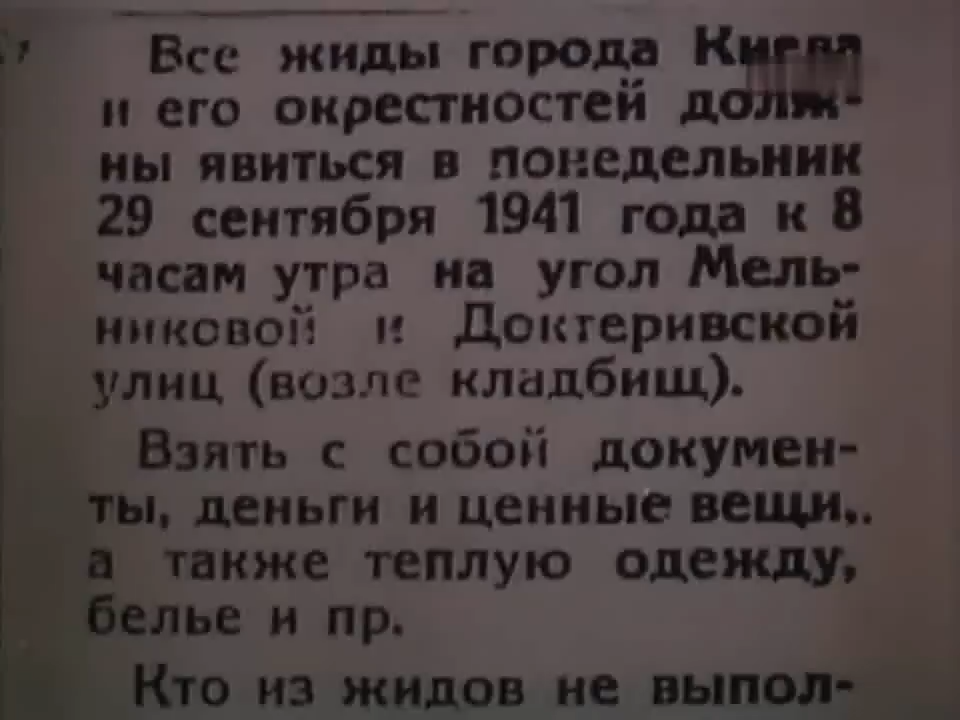 Все жиды города Киева
и его окрестностей долж-
ны явиться в понедельник
29 сентября 1941 года к 8
часам утра на угол Мель-
никовой и Доктеривской
улиц (возле кладбищ).
Взять с собой докумен-
ты, деньги и ценные вещи,.
а также теплую одежду,
белье и пр.
Кто из жидов не выпол-